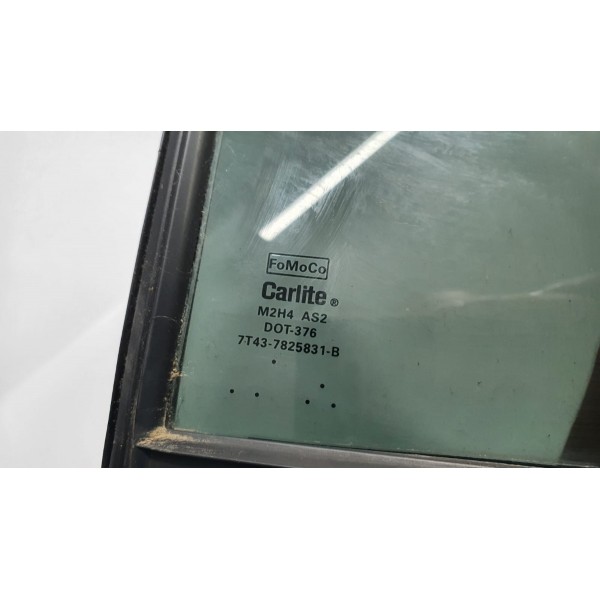 FoMoCo
Carlite ®
M2H4 AS2
DOT-376
7T43-7825831-B